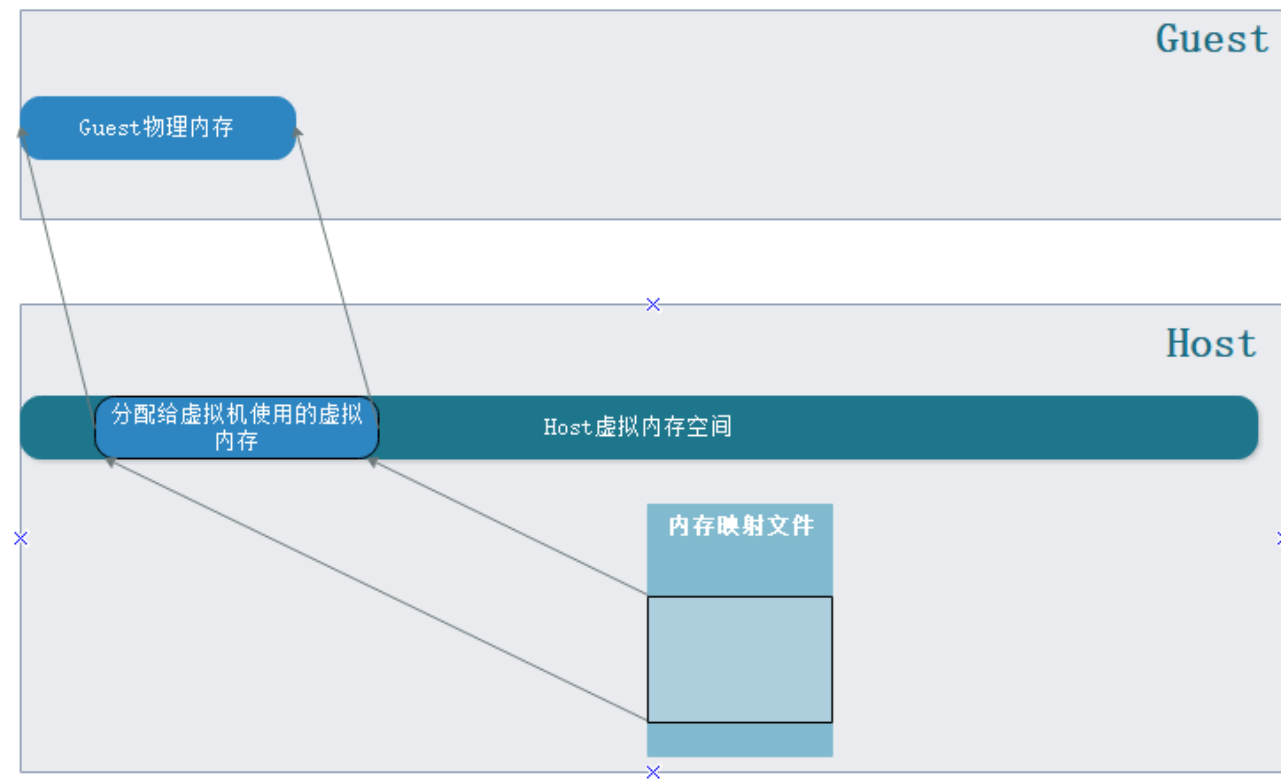 Guest
Guest物理内存
Host
分配给虚拟机使用的虚拟
内存
Host虚拟内存空间
内存映射文件